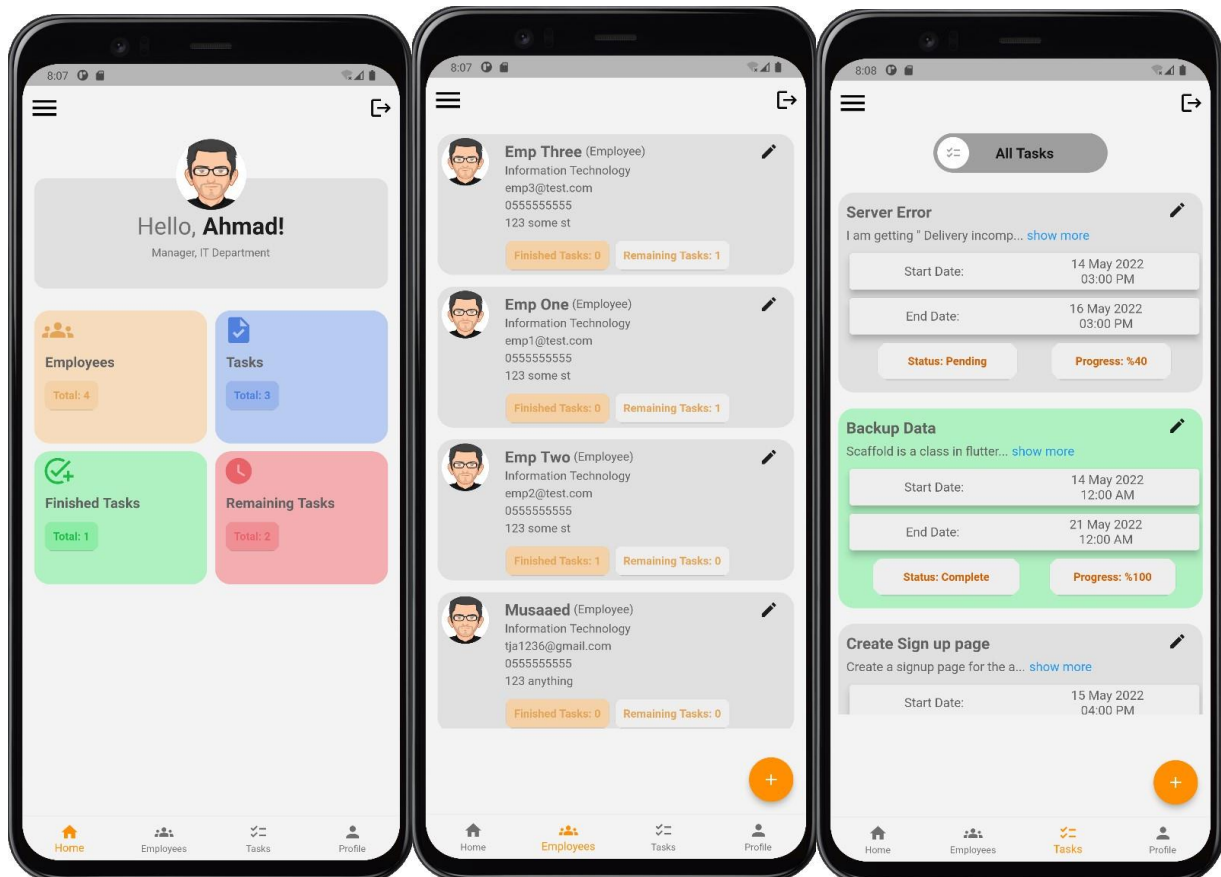 8:07
Hello, Ahmad!
Manager, IT Department
Employees
Total: 4
Tasks
Total: 3
Finished Tasks
Total: 1
Remaining Tasks
Total: 2
Home
Employees
Tasks
Profile
8:07
Emp Three (Employee)
Information Technology
emp3@test.com
0555555555
123 some st
Finished Tasks: 0
Remaining Tasks: 1
Emp One (Employee)
Information Technology
emp1@test.com
0555555555
123 some st
Finished Tasks: 0
Remaining Tasks: 1
Emp Two (Employee)
Information Technology
emp2@test.com
0555555555
123 some st
Finished Tasks: 1
Remaining Tasks: 0
Musaaed (Employee)
Information Technology
tja1236@gmail.com
0555555555
123 anything
Finished Tasks: 0
Remaining Tasks: 0
Home
Employees
Tasks
Profile
8:08
All Tasks
Server Error
I am getting " Delivery incomp... show more
Start Date:
14 May 2022
03:00 PM
End Date:
16 May 2022
03:00 PM
Status: Pending
Progress: %40
Backup Data
Scaffold is a class in flutter... show more
Start Date:
14 May 2022
12:00 AM
End Date:
21 May 2022
12:00 AM
Status: Complete
Progress: %100
Create Sign up page
Create a signup page for the a... show more
Start Date:
15 May 2022
04:00 PM
Home
Employees
Tasks
Profile